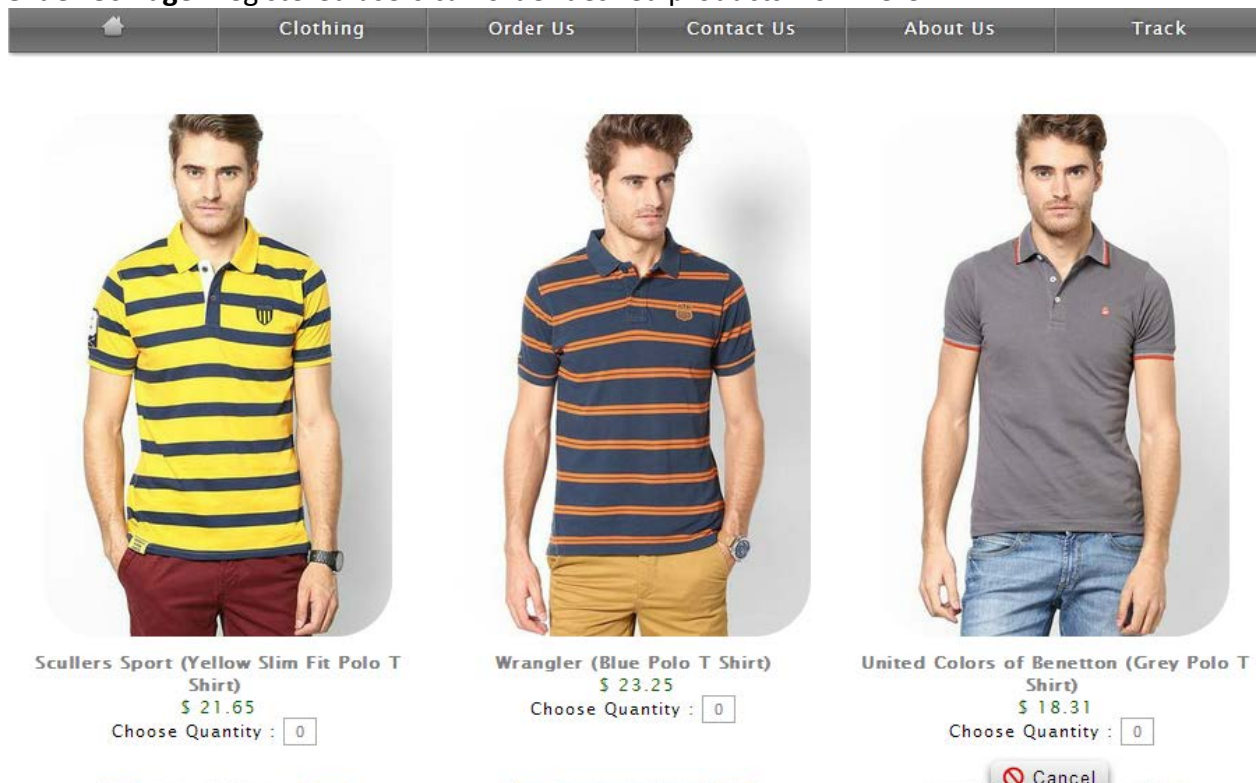 Clothing Order Us Contact Us About Us Track
Scullers Sport (Yellow Slim Fit Polo T
Shirt)
$ 21.65
Choose Quantity : 0
Wrangler (Blue Polo T Shirt)
$ 23.25
Choose Quantity : 0
United Colors of Benetton (Grey Polo T
Shirt)
$ 18.31
Choose Quantity : 0
Cancel